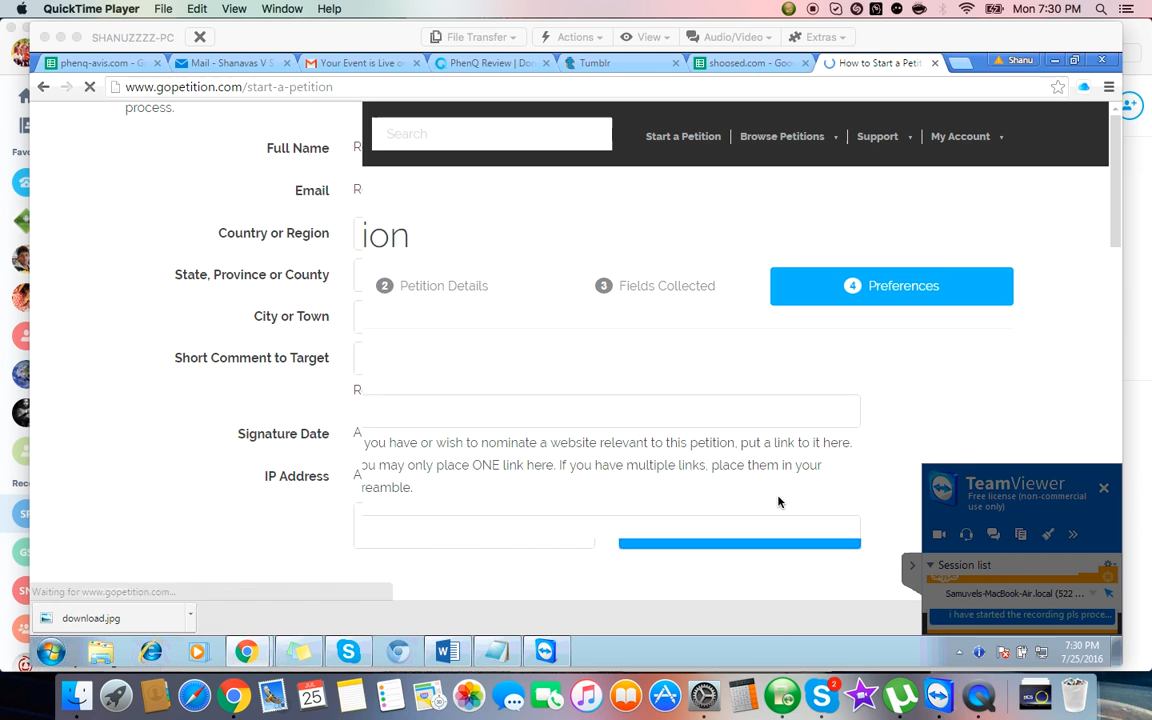 QuickTime Player File Edit View Window Help Mon 7:30 PM
SHANUZZZZ-PC File Transfer Actions View Audio/Video Extras
phenq-avis.com - G Mail - Shanavas V S Your Event is Live o PhenQ Review | Do Tumblr shoosed.com - Goo How to Start a Peti Shanu
www.gopetition.com/start-a-petition
process.
Search Start a Petition Browse Petitions Support My Account
Full Name R
Email R
Country or Region ion
State, Province or County 2 Petition Details 3 Fields Collected 4 Preferences
City or Town
Short Comment to Target
R
Signature Date A you have or wish to nominate a website relevant to this petition, put a link to it here.
ou may only place ONE link here. If you have multiple links, place them in your
IP Address A reamble.
TeamViewer
Free license (non-commercial
use only)
Session list
Samuvels-MacBook-Air.local (522 ...
i have started the recording pls proce...
Waiting for www.gopetition.com...
download.jpg
7:30 PM
7/25/2016
Favo
Rece
25
2